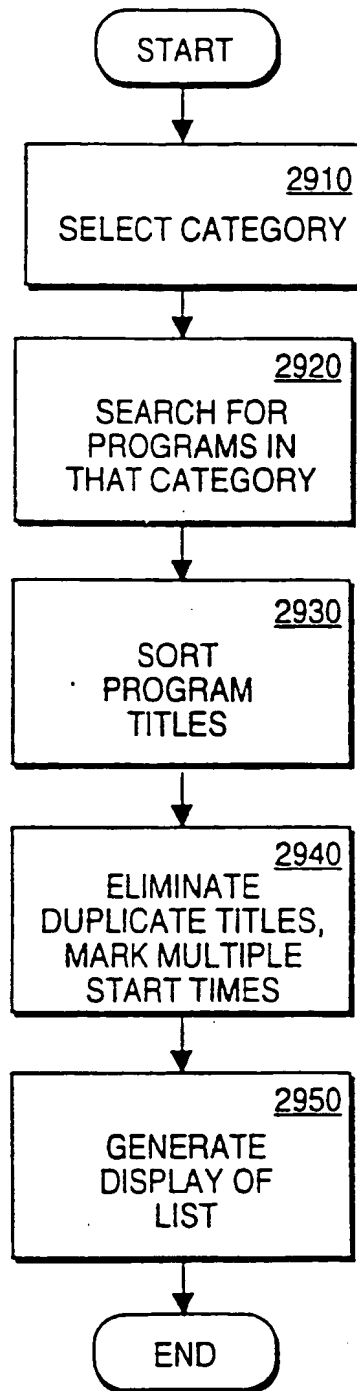 START
2910
SELECT CATEGORY
2920
SEARCH FOR
PROGRAMS IN
THAT CATEGORY
2930
SORT
PROGRAM
TITLES
2940
ELIMINATE
DUPLICATE TITLES,
MARK MULTIPLE
START TIMES
2950
GENERATE
DISPLAY OF
LIST
END